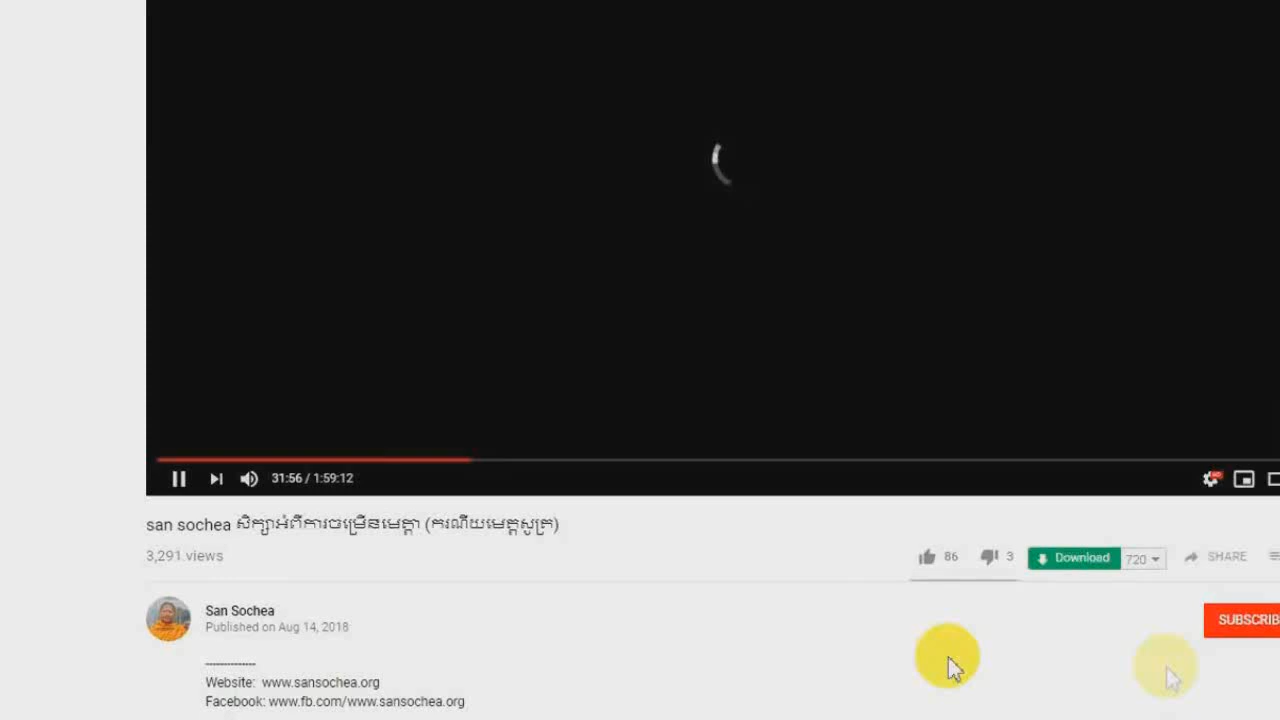 31:56 / 1:59:12
san sochea សិក្សាអំពីការចម្រើនមេត្តា (ករណីយមេត្តសូត្រ)
3,291 views
86 3 Download 720 SHARE
San Sochea
SUBSCRIB
Published on Aug 14, 2018
--------------
Website: www.sansochea.org
Facebook: www.fb.com/www.sansochea.org